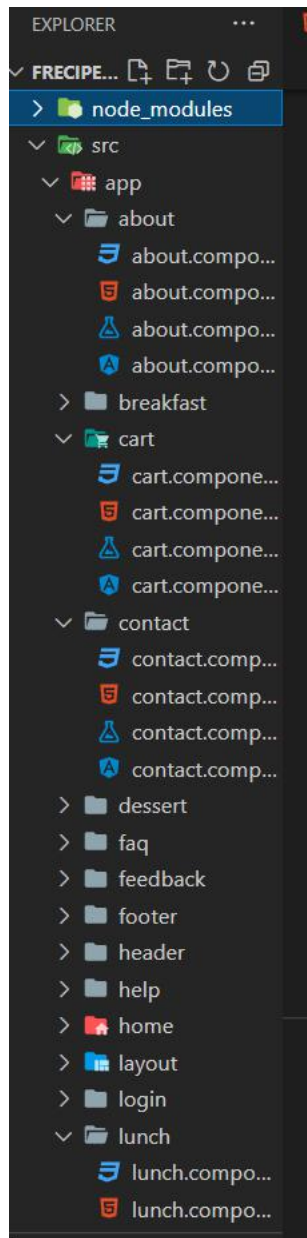 EXPLORER ...
FRECIPE...
node_modules
src
app
about
about.compo...
about.compo...
about.compo...
about.compo...
breakfast
cart
cart.compone...
cart.compone...
cart.compone...
cart.compone...
contact
contact.comp...
contact.comp...
contact.comp...
contact.comp...
dessert
faq
feedback
footer
header
help
home
layout
login
lunch
lunch.compo...
lunch.compo...